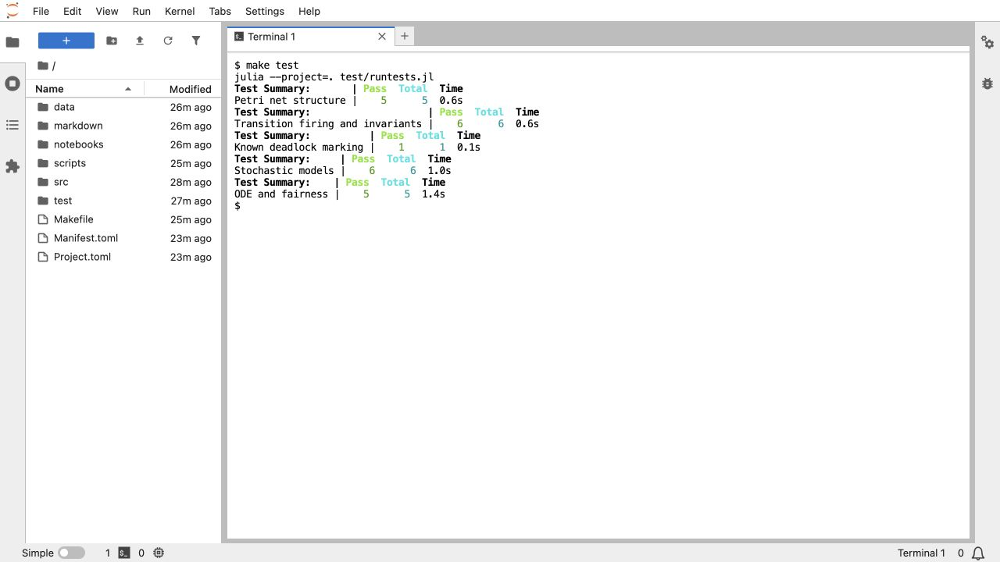 File Edit View Run Kernel Tabs Settings Help
Terminal 1
/
Name Modified
data 26m ago
markdown 26m ago
notebooks 26m ago
scripts 25m ago
src 28m ago
test 27m ago
Makefile 25m ago
Manifest.toml 23m ago
Project.toml 23m ago
$ make test
julia --project=. test/runtests.jl
Test Summary:       | Pass  Total  Time
Petri net structure |    5      5  0.6s
Test Summary:                    | Pass  Total  Time
Transition firing and invariants |    6      6  0.6s
Test Summary:          | Pass  Total  Time
Known deadlock marking |    1      1  0.1s
Test Summary:     | Pass  Total  Time
Stochastic models |    6      6  1.0s
Test Summary:    | Pass  Total  Time
ODE and fairness |    5      5  1.4s
$
Simple 1 0 Terminal 1 0